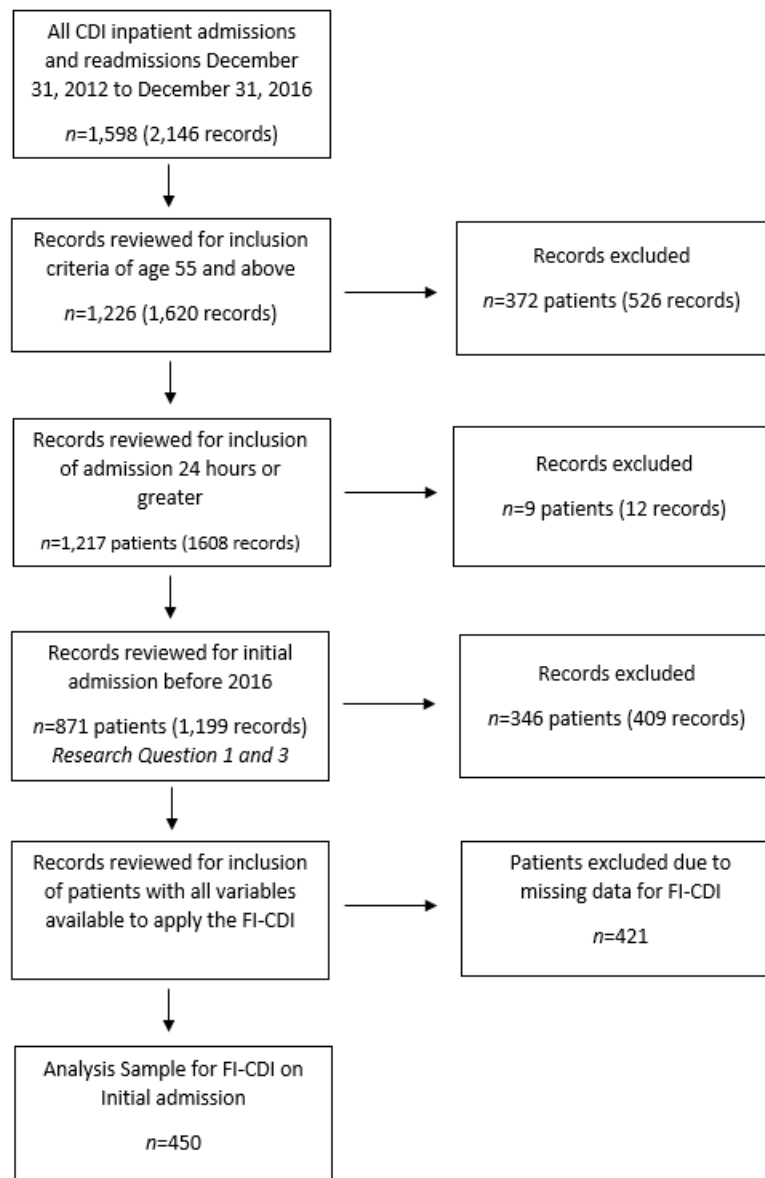 All CDI inpatient admissions
and readmissions December
31, 2012 to December 31, 2016
n=1,598 (2,146 records)
Records reviewed for inclusion
criteria of age 55 and above
n=1,226 (1,620 records)
Records excluded
n=372 patients (526 records)
Records reviewed for inclusion
of admission 24 hours or
greater
n=1,217 patients (1608 records)
Records excluded
n=9 patients (12 records)
Records reviewed for initial
admission before 2016
n=871 patients (1,199 records)
Research Question 1 and 3
Records excluded
n=346 patients (409 records)
Records reviewed for inclusion
of patients with all variables
available to apply the FI-CDI
Patients excluded due to
missing data for FI-CDI
n=421
Analysis Sample for FI-CDI on
Initial admission
n=450